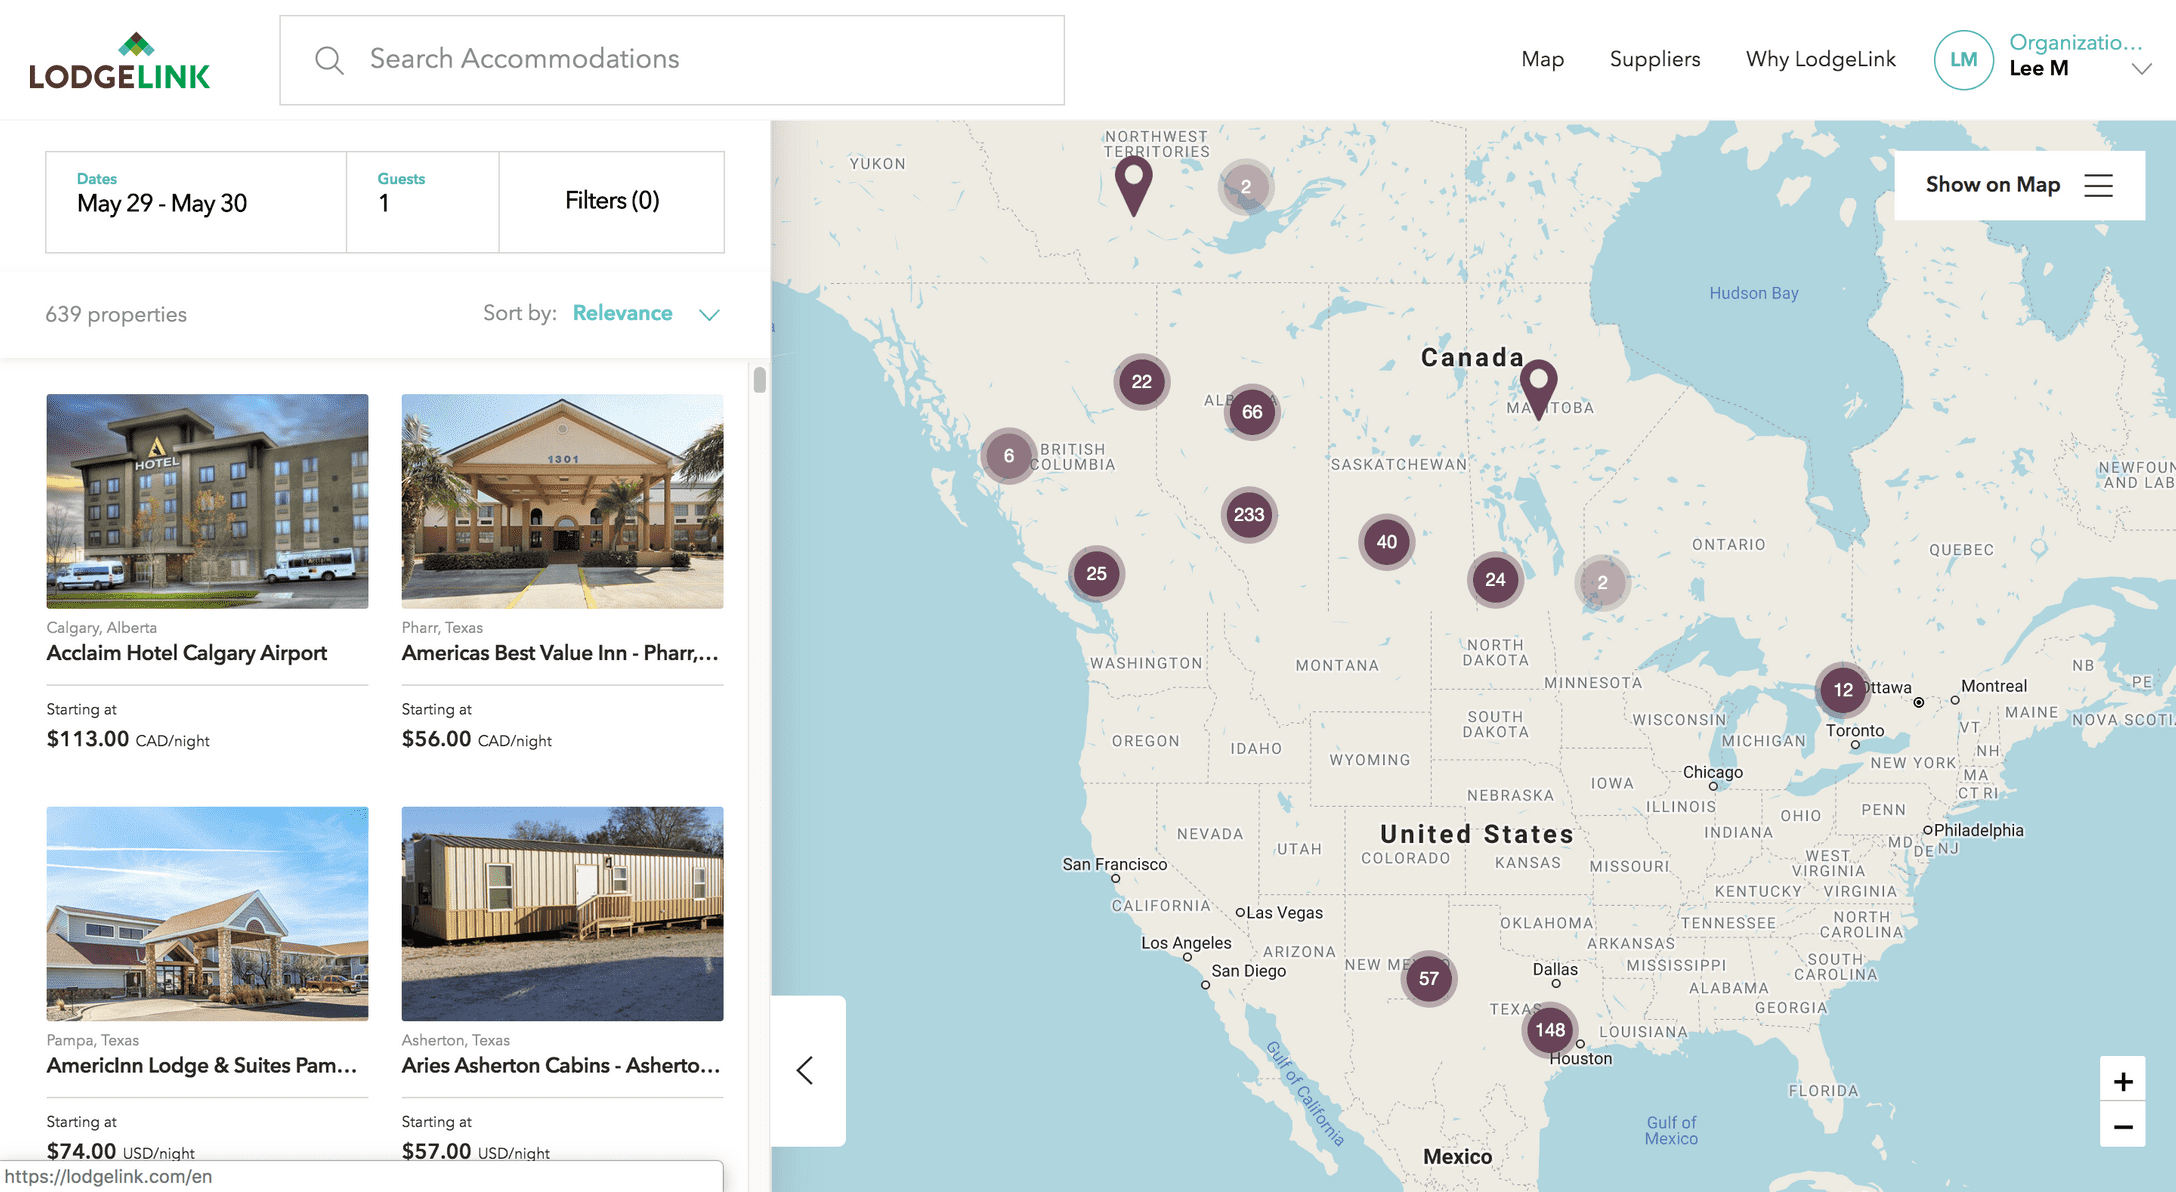 LODGELINK
Search Accommodations
Map
Suppliers
Why LodgeLink
LM
Organizatio...
Lee M
Dates
May 29 - May 30
Guests
1
Filters (0)
639 properties
Sort by: Relevance
HOTEL
Calgary, Alberta
Acclaim Hotel Calgary Airport
Starting at
$113.00 CAD/night
1301
Pharr, Texas
Americas Best Value Inn - Pharr,...
Starting at
$56.00 CAD/night
Pampa, Texas
AmericInn Lodge & Suites Pam...
Starting at
$74.00 USD/night
Asherton, Texas
Aries Asherton Cabins - Asherto...
Starting at
$57.00 USD/night
https://lodgelink.com/en
Show on Map
YUKON
NORTHWEST
TERRITORIES
2
Hudson Bay
Canada
22
66
MA
TOBA
6
BRITISH
COLUMBIA
SASKATCHEWAN
NEWFOUN
AND LAB
233
40
25
24
2
ONTARIO
QUEBEC
WASHINGTON
MONTANA
NORTH
DAKOTA
MINNESOTA
12
ttawa
Montreal
NB
PE
MAINE
NOVA SCOTI
VT
NH
Toronto
OREGON
IDAHO
WYOMING
SOUTH
DAKOTA
WISCONSIN
MICHIGAN
NEW YORK
MA
CT RI
Chicago
IOWA
NEBRASKA
ILLINOIS
INDIANA
OHIO
PENN
Philadelphia
MD
DE
NJ
NEVADA
UTAH
United States
COLORADO
KANSAS
MISSOURI
WEST
VIRGINIA
KENTUCKY
VIRGINIA
San Francisco
CALIFORNIA
Las Vegas
OKLAHOMA
TENNESSEE
NORTH
CAROLINA
Los Angeles
ARIZONA
NEW ME
57
Dallas
ARKANSAS
MISSISSIPPI
SOUTH
CAROLINA
San Diego
ALABAMA
GEORGIA
TEXAS
148
LOUISIANA
Houston
FLORIDA
Gulf of California
Gulf of
Mexico
Mexico
+
−